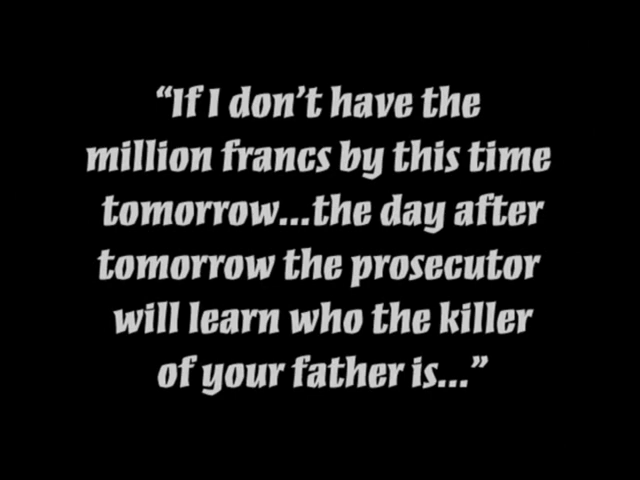 “If I don’t have the
million francs by this time
tomorrow...the day after
tomorrow the prosecutor
will learn who the killer
of your father is...”